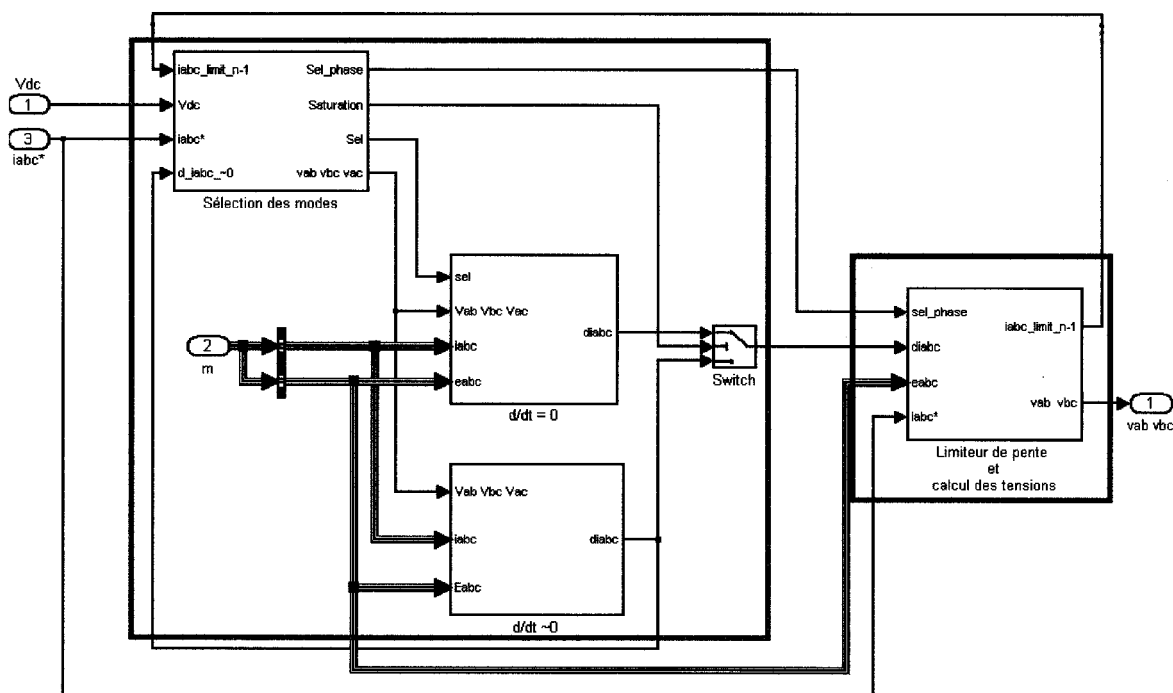 Vdc
1
3
iabc*
iabc_limit_n-1
Vdc
iabc*
d_iabc_~0
Sel_phase
Saturation
Sel
vab vbc vac
Sélection des modes
2
m
sel
Vab Vbc Vac
iabc
eabc
diabc
d/dt = 0
Switch
Vab Vbc Vac
iabc
Eabc
diabc
d/dt ~0
sel_phase
diabc
eabc
iabc*
iabc_limit_n-1
vab vbc
Limiteur de pente
et
calcul des tensions
1
vab vbc